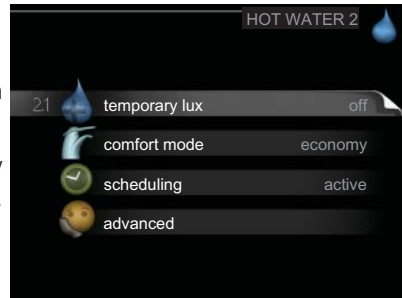 HOT WATER 2
2.1 temporary lux off
comfort mode economy
scheduling active
advanced